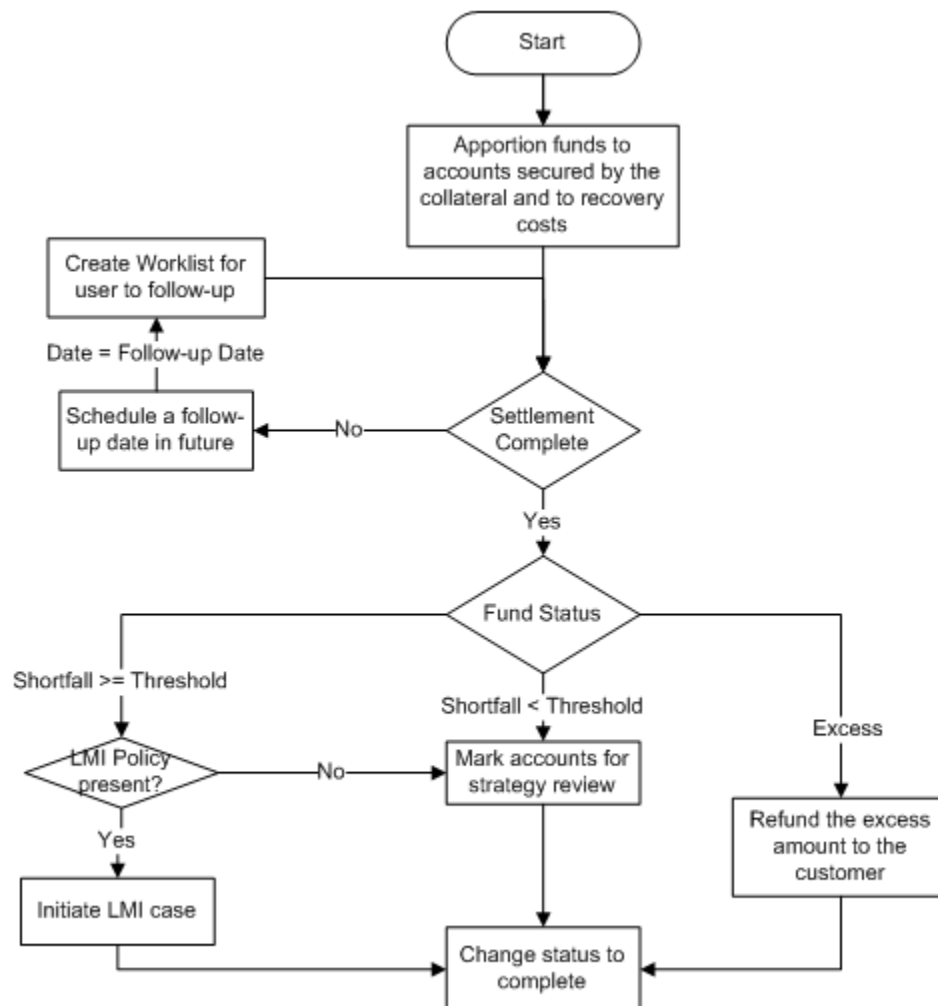 Start
Apportion funds to
accounts secured by the
collateral and to recovery
costs
Create Worklist for
user to follow-up
Date = Follow-up Date
Schedule a follow-
up date in future
No
Settlement
Complete
Yes
Fund Status
Shortfall >= Threshold
Shortfall < Threshold
Excess
LMI Policy
present?
No
Mark accounts for
strategy review
Yes
Refund the excess
amount to the
customer
Initiate LMI case
Change status to
complete